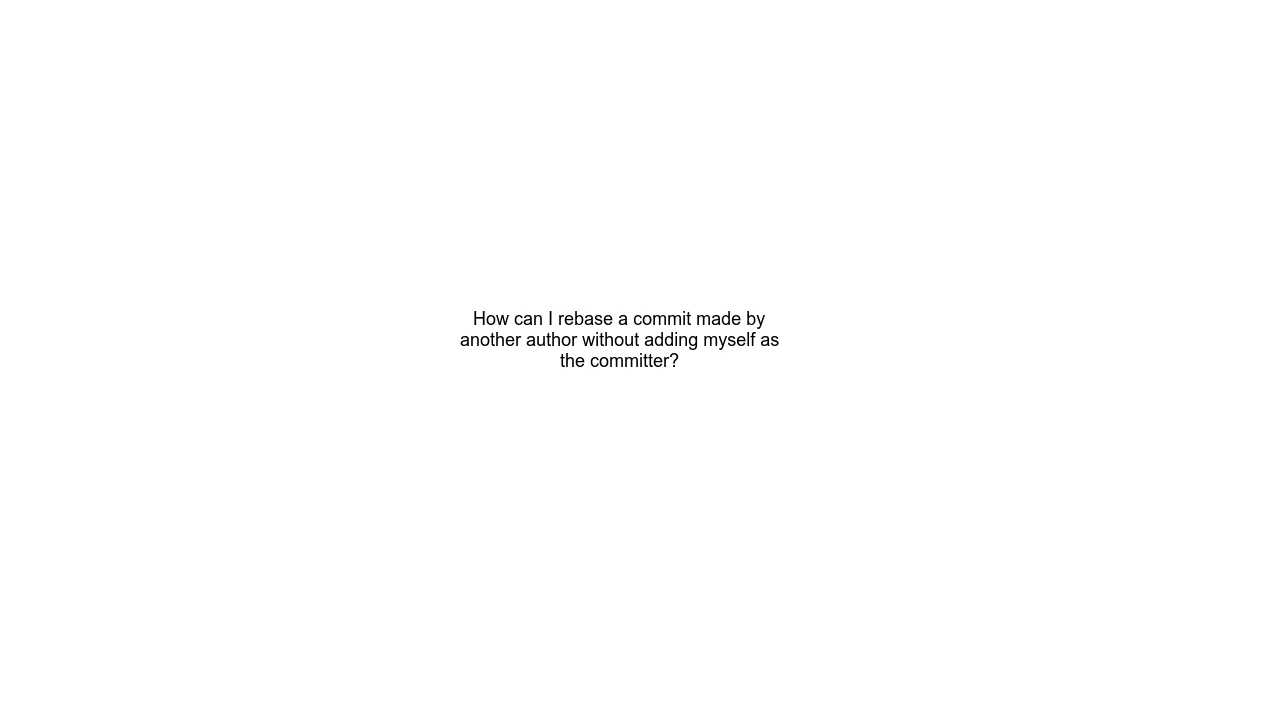 How can I rebase a commit made by
another author without adding myself as
the committer?